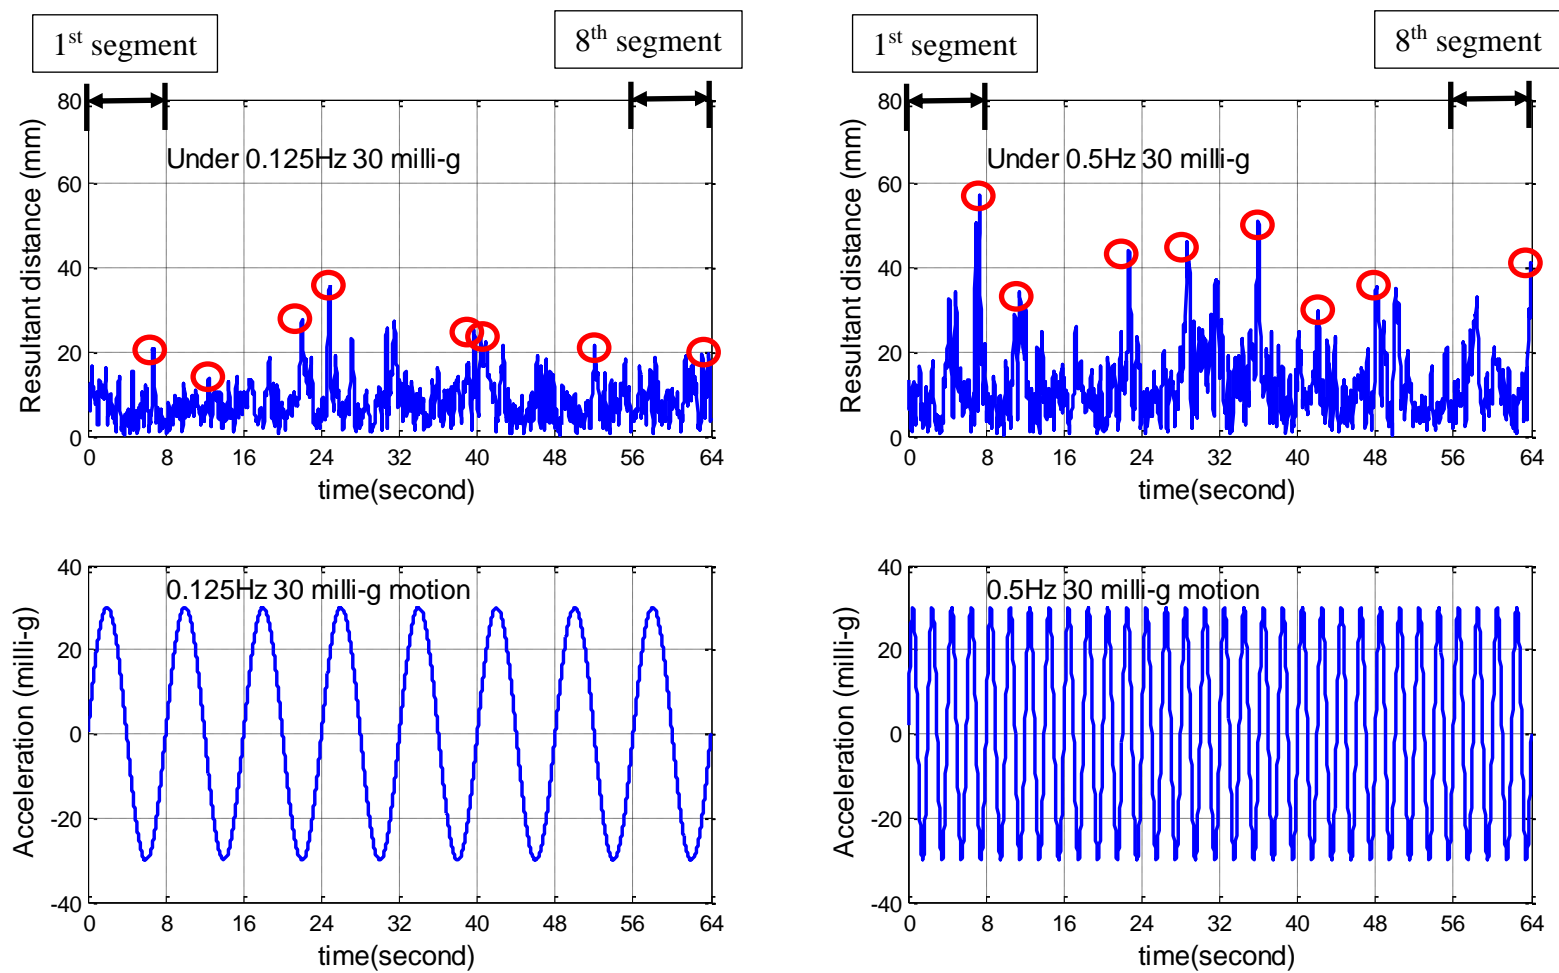 1st segment
8th segment
1st segment
8th segment
Resultant distance (mm)
80
60
40
20
0
Under 0.125Hz 30 milli-g
0 8 16 24 32 40 48 56 64
time(second)
Resultant distance (mm)
80
60
40
20
0
Under 0.5Hz 30 milli-g
0 8 16 24 32 40 48 56 64
time(second)
Acceleration (milli-g)
40
20
0
-20
-40
0.125Hz 30 milli-g motion
0 8 16 24 32 40 48 56 64
time(second)
Acceleration (milli-g)
40
20
0
-20
-40
0.5Hz 30 milli-g motion
0 8 16 24 32 40 48 56 64
time(second)